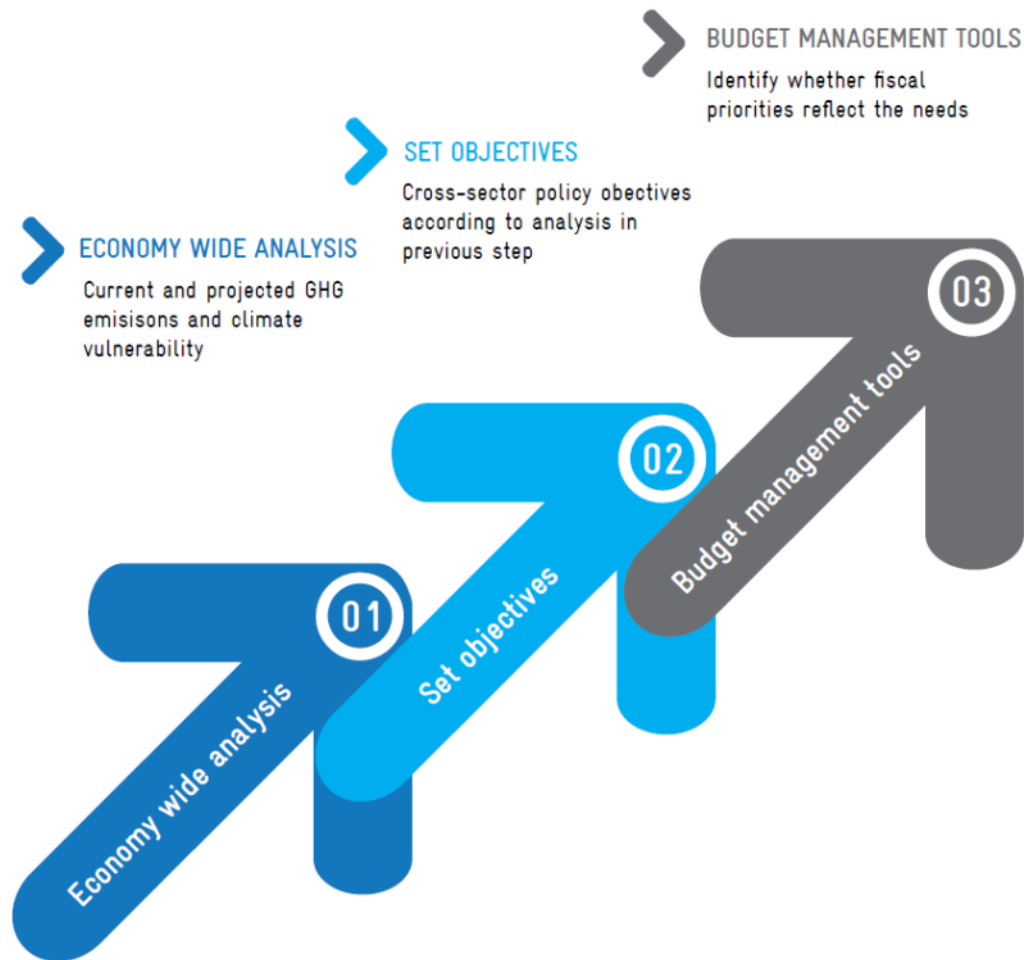 BUDGET MANAGEMENT TOOLS
Identify whether fiscal
priorities reflect the needs
SET OBJECTIVES
Cross-sector policy obectives
according to analysis in
previous step
ECONOMY WIDE ANALYSIS
Current and projected GHG
emisisons and climate
vulnerability
03
Budget management tools
02
Set objectives
01
Economy wide analysis